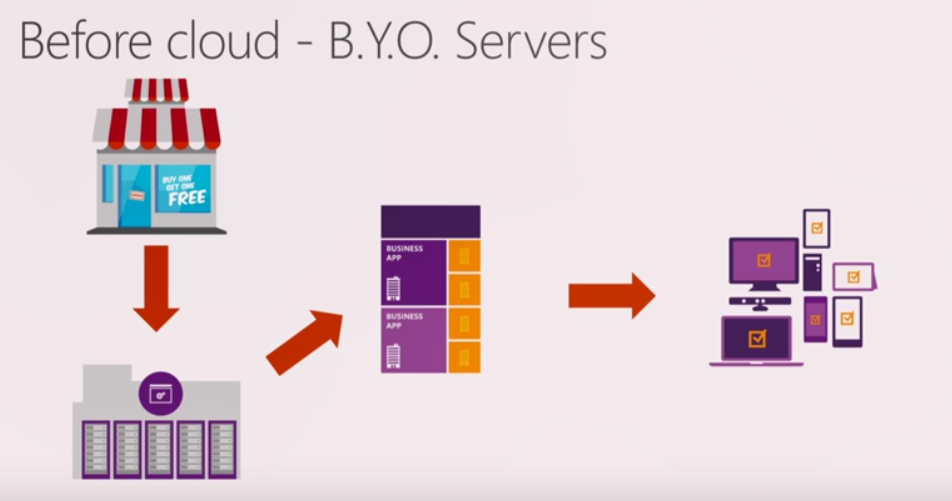 Before cloud - B.Y.O. Servers
BUY ONE
GET ONE
FREE
BUSINESS
APP
BUSINESS
APP